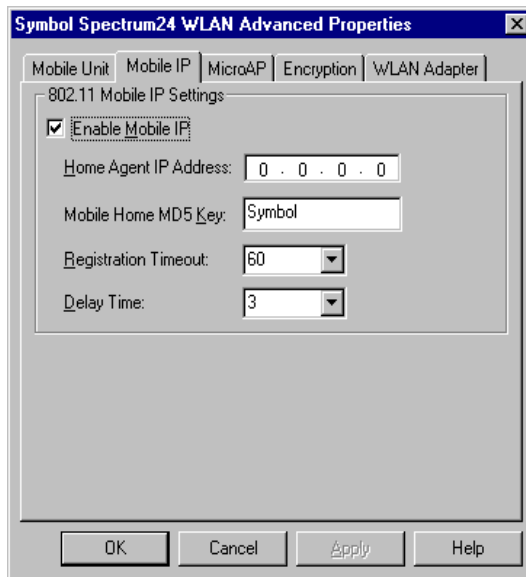 Symbol Spectrum24 WLAN Advanced Properties
Mobile Unit Mobile IP MicroAP Encryption WLAN Adapter
802.11 Mobile IP Settings
Enable Mobile IP
Home Agent IP Address: 0 . 0 . 0 . 0
Mobile Home MD5 Key: Symbol
Registration Timeout: 60
Delay Time: 3
OK Cancel Apply Help